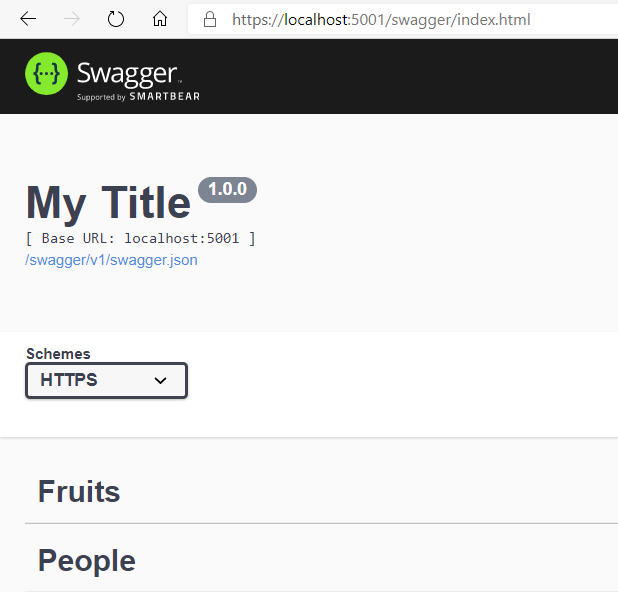 https://localhost:5001/swagger/index.html
{···} Swagger™
Supported by SMARTBEAR
My Title 1.0.0
[ Base URL: localhost:5001 ]
/swagger/v1/swagger.json
Schemes
HTTPS
Fruits
People